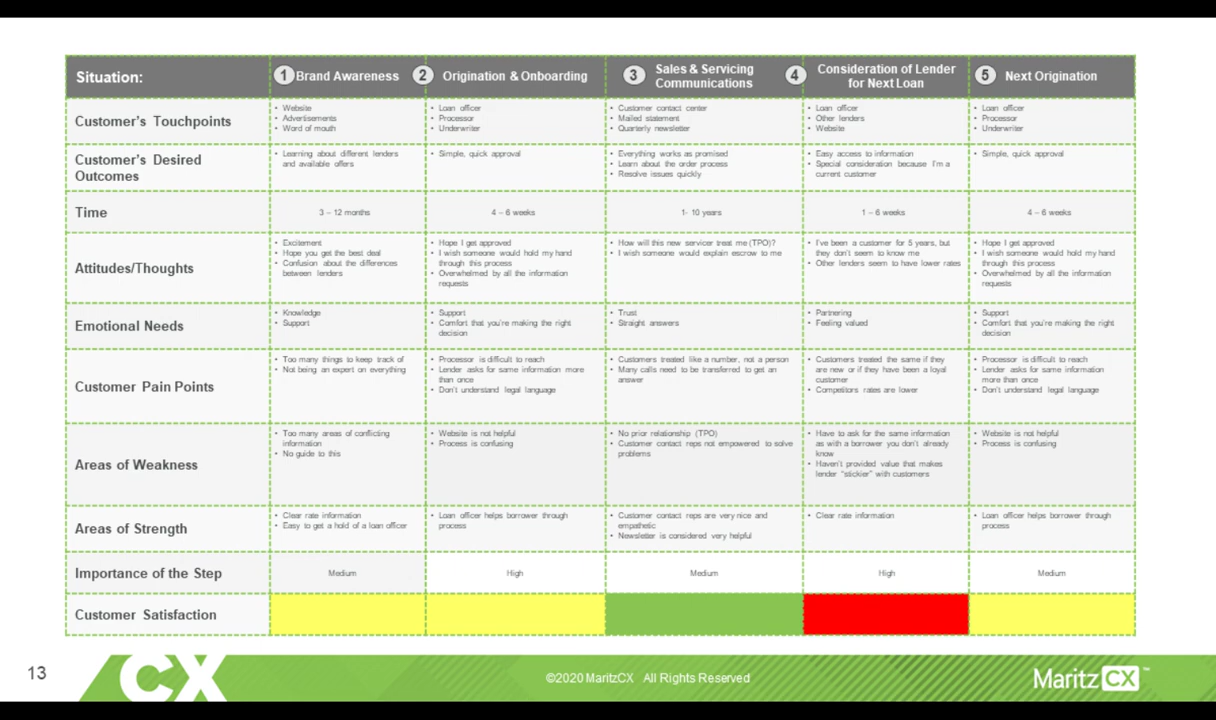 Situation:
1 Brand Awareness
2 Origination & Onboarding
3 Sales & Servicing
Communications
4 Consideration of Lender
for Next Loan
5 Next Origination
Customer's Touchpoints
• Website
• Advertisements
• Word of mouth
• Loan officer
• Processor
• Underwriter
• Customer contact center
• Mailed statement
• Quarterly newsletter
• Loan officer
• Other lenders
• Website
• Loan officer
• Processor
• Underwriter
Customer's Desired
Outcomes
• Learning about different lenders
and available offers
• Simple, quick approval
• Everything works as promised
• Learn about the order process
• Resolve issues quickly
• Easy access to information
• Special consideration because I'm a
current customer
• Simple, quick approval
Time
3 – 12 months
4 – 6 weeks
1- 10 years
1 – 6 weeks
4 – 6 weeks
Attitudes/Thoughts
• Excitement
• Hope you get the best deal
• Confusion about the differences
between lenders
• Hope I get approved
• I wish someone would hold my hand
through this process
• Overwhelmed by all the information
requests
• How will this new servicer treat me (TPO)?
• I wish someone would explain escrow to me
• I've been a customer for 5 years, but
they don't seem to know me
• Other lenders seem to have lower rates
• Hope I get approved
• I wish someone would hold my hand
through this process
• Overwhelmed by all the information
requests
Emotional Needs
• Knowledge
• Support
• Support
• Comfort that you're making the right
decision
• Trust
• Straight answers
• Partnering
• Feeling valued
• Support
• Comfort that you're making the right
decision
Customer Pain Points
• Too many things to keep track of
• Not being an expert on everything
• Processor is difficult to reach
• Lender asks for same information more
than once
• Don't understand legal language
• Customers treated like a number, not a person
• Many calls need to be transferred to get an
answer
• Customers treated the same if they
are new or if they have been a loyal
customer
• Competitors rates are lower
• Processor is difficult to reach
• Lender asks for same information
more than once
• Don't understand legal language
Areas of Weakness
• Too many areas of conflicting
information
• No guide to this
• Website is not helpful
• Process is confusing
• No prior relationship (TPO)
• Customer contact reps not empowered to solve
problems
• Have to ask for the same information
as with a borrower you don't already
know
• Haven't provided value that makes
lender "stickier" with customers
• Website is not helpful
• Process is confusing
Areas of Strength
• Clear rate information
• Easy to get a hold of a loan officer
• Loan officer helps borrower through
process
• Customer contact reps are very nice and
empathetic
• Newsletter is considered very helpful
• Clear rate information
• Loan officer helps borrower through
process
Importance of the Step
Medium
High
Medium
High
Medium
Customer Satisfaction
13
CX
©2020 MaritzCX All Rights Reserved
MaritzCX™